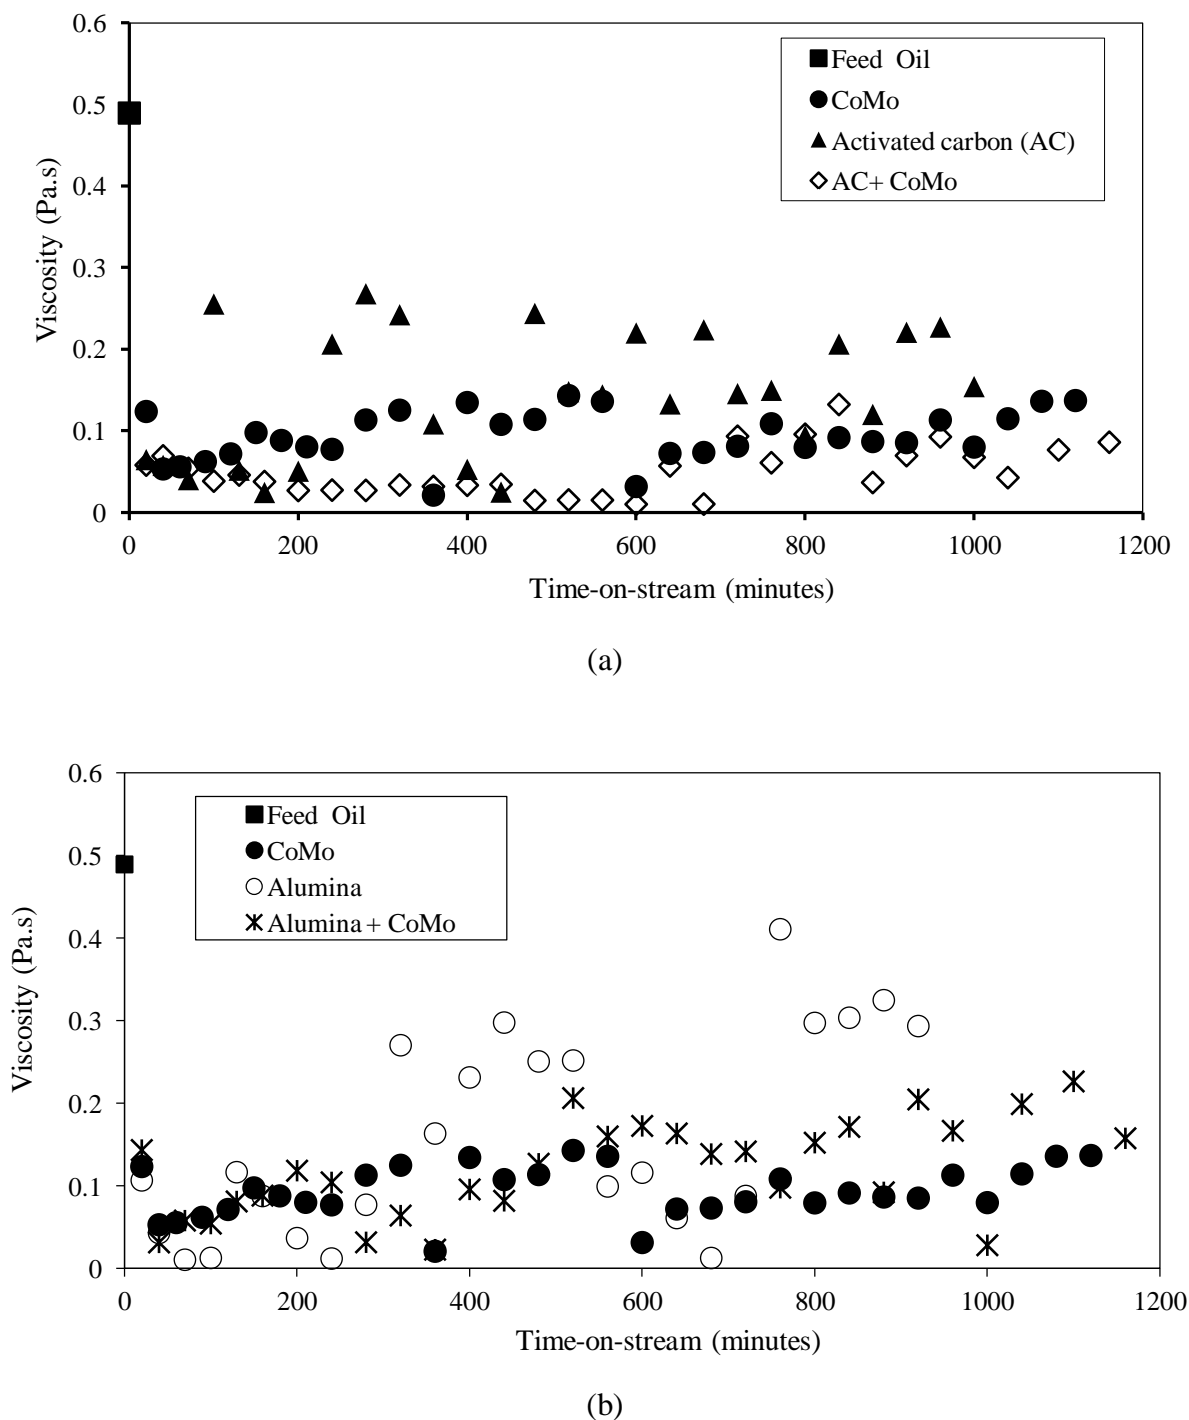 0.6
0.5
0.4
0.3
0.2
0.1
0
Viscosity (Pa.s)
Feed Oil
CoMo
Activated carbon (AC)
AC+ CoMo
0 200 400 600 800 1000 1200
Time-on-stream (minutes)
(a)
0.6
0.5
0.4
0.3
0.2
0.1
0
Viscosity (Pa.s)
Feed Oil
CoMo
Alumina
Alumina + CoMo
0 200 400 600 800 1000 1200
Time-on-stream (minutes)
(b)